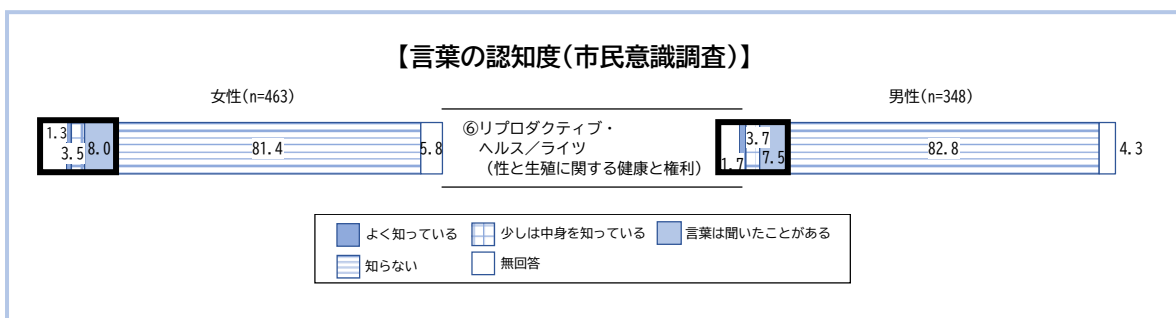 【言葉の認知度(市民意識調査)】
女性(n=463)
男性(n=348)
1.3
3.5
8.0
81.4
5.8
⑥リプロダクティブ・
ヘルス／ライツ
（性と生殖に関する健康と権利）
1.7
3.7
7.5
82.8
4.3
よく知っている
少しは中身を知っている
言葉は聞いたことがある
知らない
無回答